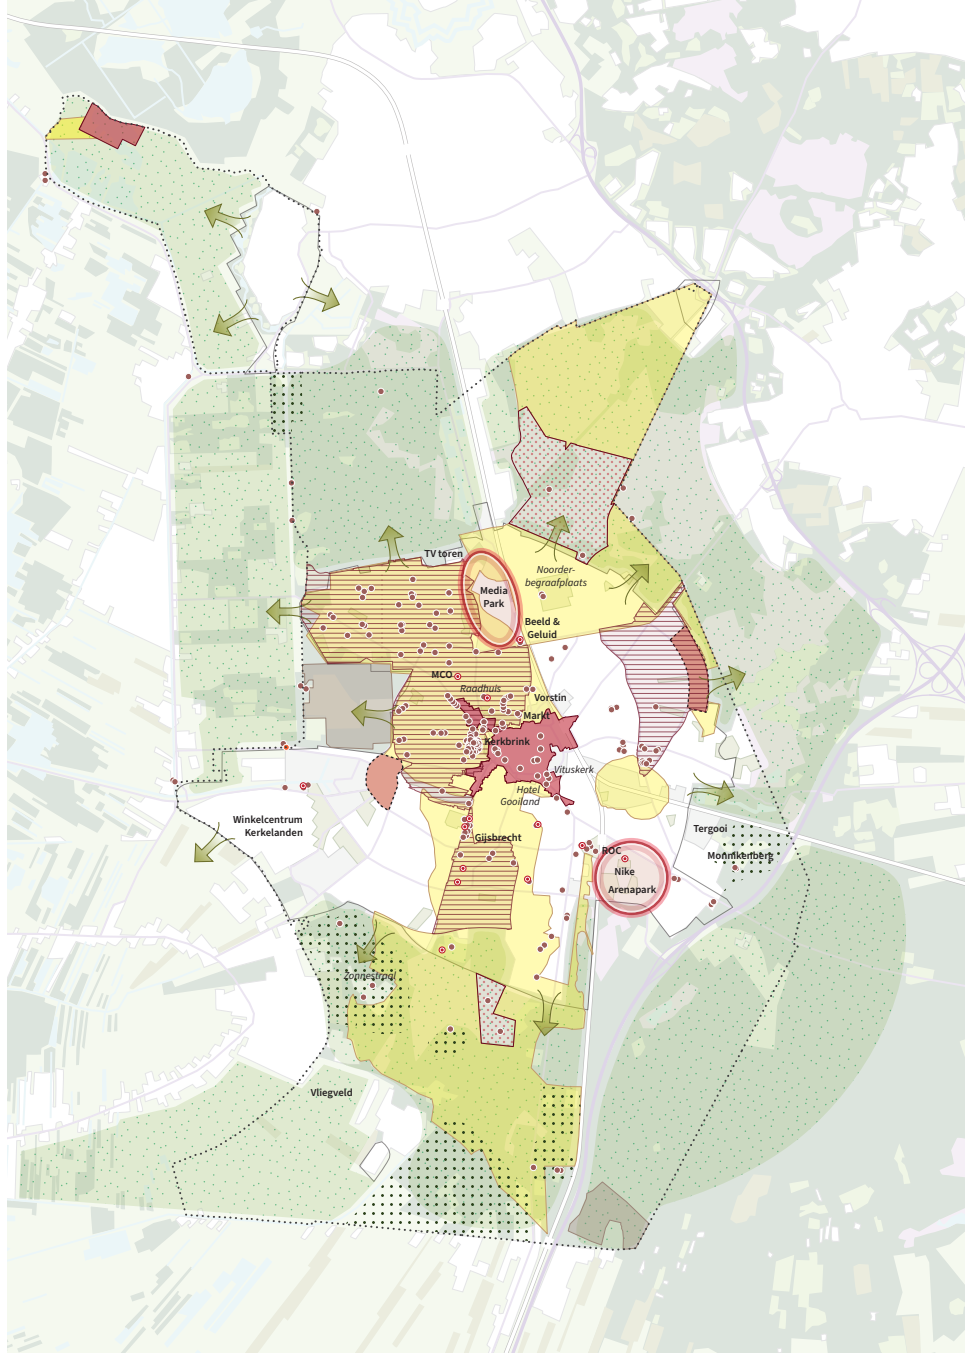 TV toren
Noorder-
begraafplaats
Media
Park
Beeld &
Geluid
MCO
Raadhuis
Vorstin
Markt
Kerkbrink
Vituskerk
Hotel
Gooiland
Winkelcentrum
Kerkelanden
Gijsbrecht
Tergooi
ROC
Monnikenberg
Nike
Arenapark
Zonnestraal
Vliegveld